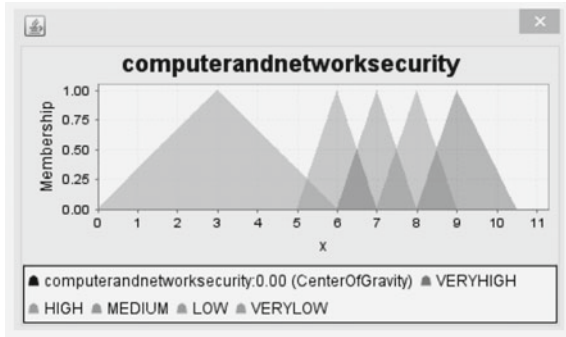 computerandnetworksecurity
1.00
0.75
0.50
0.25
0.00
Membership
0 1 2 3 4 5 6 7 8 9 10 11
x
computerandnetworksecurity:0.00 (CenterOfGravity) VERYHIGH
HIGH MEDIUM LOW VERYLOW